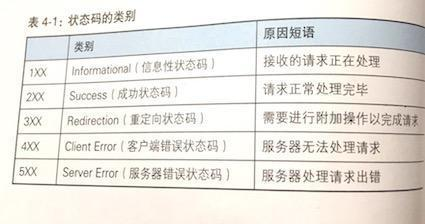 表 4-1：状态码的类别
类别 原因短语
1XX Informational（信息性状态码） 接收的请求正在处理
2XX Success（成功状态码） 请求正常处理完毕
3XX Redirection（重定向状态码） 需要进行附加操作以完成请求
4XX Client Error（客户端错误状态码） 服务器无法处理请求
5XX Server Error（服务器错误状态码） 服务器处理请求出错